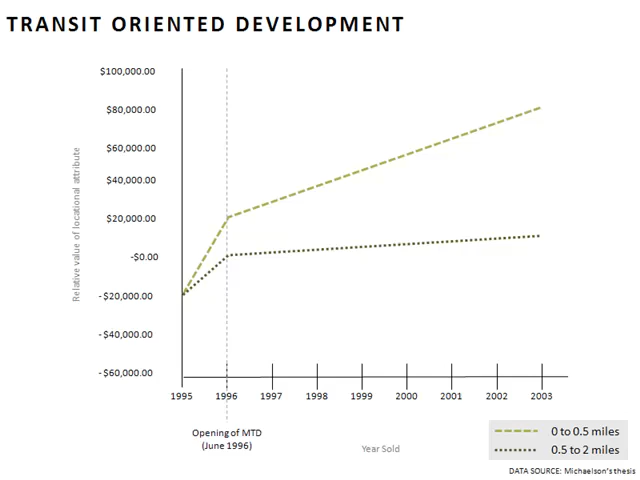 TRANSIT ORIENTED DEVELOPMENT
$100,000.00
$80,000.00
$60,000.00
$40,000.00
$20,000.00
-$0.00
-$20,000.00
-$40,000.00
-$60,000.00
Relative value of locational attribute
1995 1996 1997 1998 1999 2000 2001 2002 2003
Opening of MTD
(June 1996)
Year Sold
0 to 0.5 miles
0.5 to 2 miles
DATA SOURCE: Michaelson's thesis